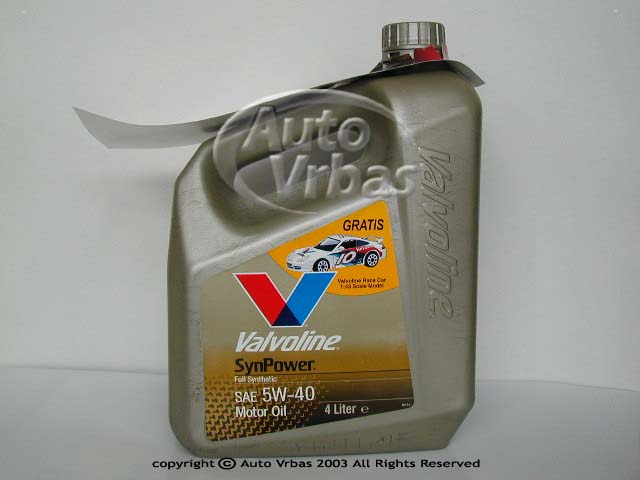 Auto
Vrbas
Valvoline
GRATIS
10
Valvoline Race Car
1:43 Scale Model
Valvoline
SynPower
Full Synthetic
SAE 5W-40
Motor Oil
4 Liter e
copyright © Auto Vrbas 2003 All Rights Reserved